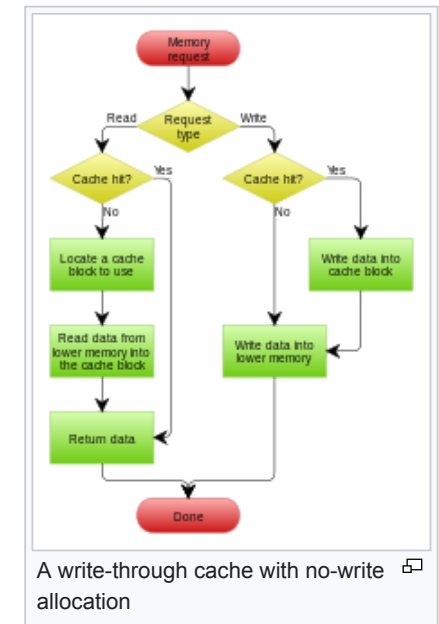 Memory
request
Read
Request
type
Write
Cache hit?
Yes
Cache hit?
Yes
No
No
Locate a cache
block to use
Write data into
cache block
Read data from
lower memory into
the cache block
Write data into
lower memory
Return data
Done
A write-through cache with no-write
allocation